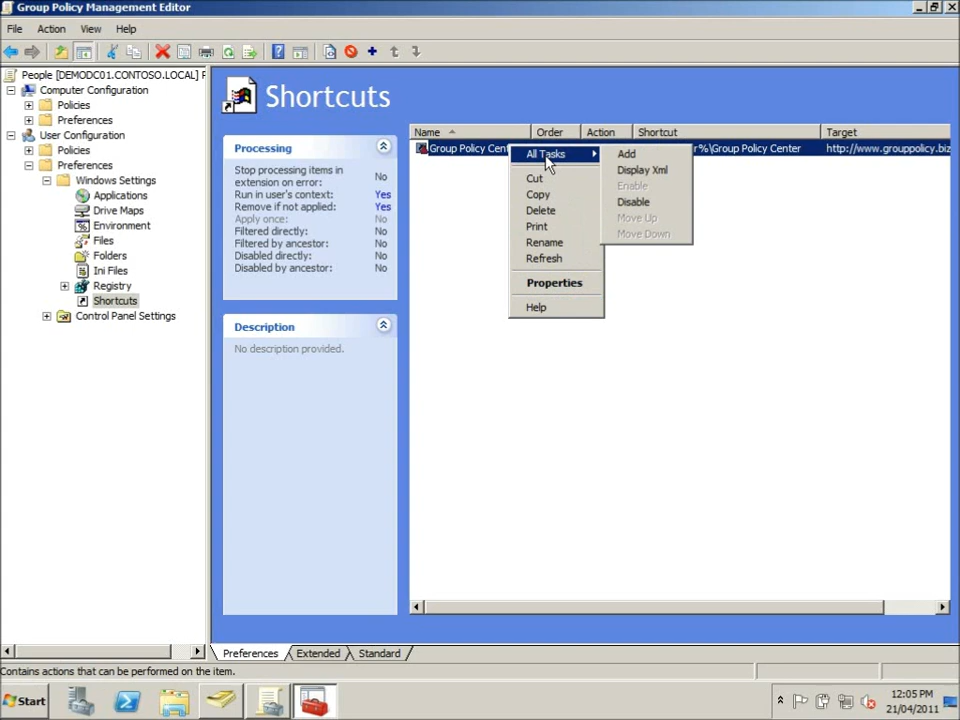 Group Policy Management Editor
File Action View Help
People [DEMODC01.CONTOSO.LOCAL] P
Computer Configuration
Policies
Preferences
User Configuration
Policies
Preferences
Windows Settings
Applications
Drive Maps
Environment
Files
Folders
Ini Files
Registry
Shortcuts
Control Panel Settings
Shortcuts
Processing
Stop processing items in extension on error: No
Run in user's context: Yes
Remove if not applied: Yes
Apply once: No
Filtered directly: No
Filtered by ancestor: No
Disabled directly: No
Disabled by ancestor: No
Description
No description provided.
Name Order Action Shortcut Target
Group Policy Cent r%\Group Policy Center http://www.grouppolicy.biz
All Tasks
Cut
Copy
Delete
Print
Rename
Refresh
Properties
Help
Add
Display Xml
Enable
Disable
Move Up
Move Down
Preferences Extended Standard
Contains actions that can be performed on the item.
Start
12:05 PM
21/04/2011